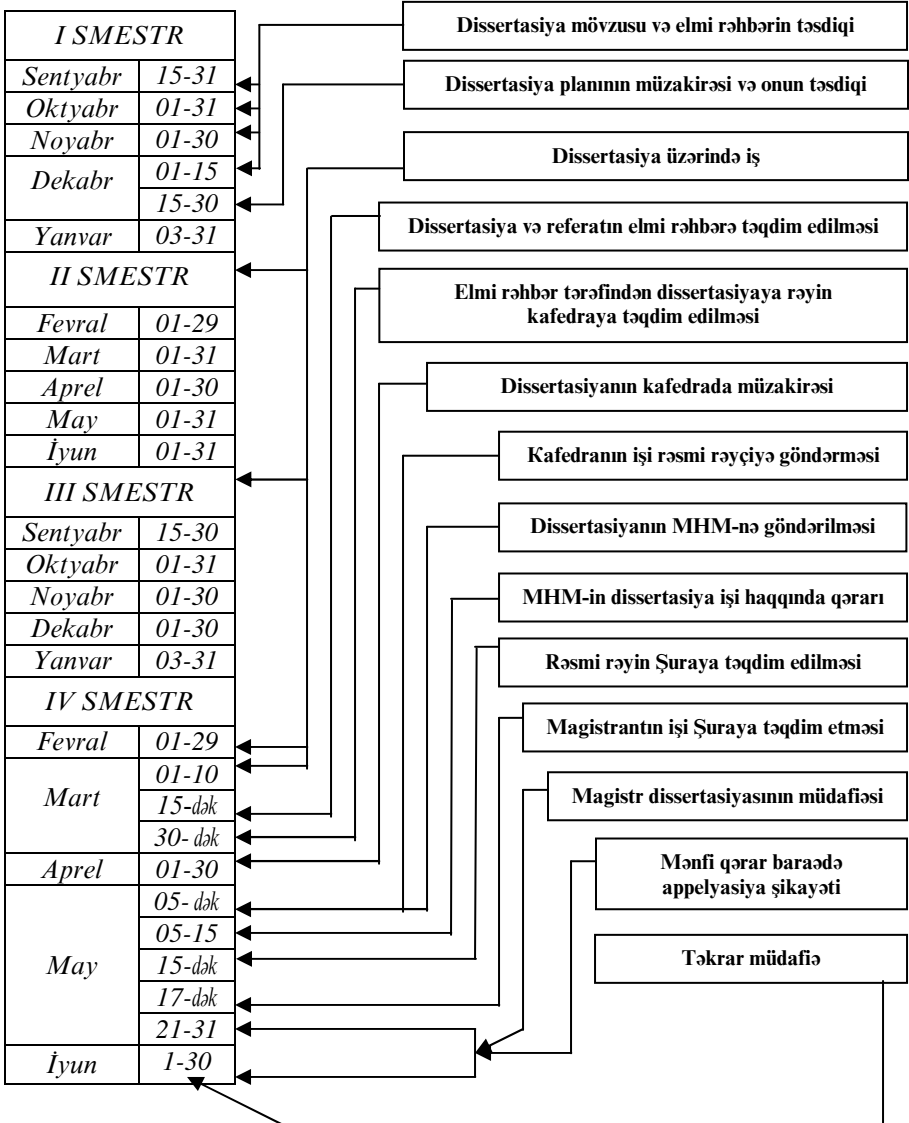 I SMESTR
Sentyabr 15-31
Oktyabr 01-31
Noyabr 01-30
Dekabr 01-15
15-30
Yanvar 03-31
II SMESTR
Fevral 01-29
Mart 01-31
Aprel 01-30
May 01-31
İyun 01-31
III SMESTR
Sentyabr 15-30
Oktyabr 01-31
Noyabr 01-30
Dekabr 01-30
Yanvar 03-31
IV SMESTR
Fevral 01-29
Mart 01-10
15-dək
30- dək
Aprel 01-30
May 05- dək
05-15
15-dək
17-dək
21-31
İyun 1-30
Dissertasiya mövzusu və elmi rəhbərin təsdiqi
Dissertasiya planının müzakirəsi və onun təsdiqi
Dissertasiya üzərində iş
Dissertasiya və referatın elmi rəhbərə təqdim edilməsi
Elmi rəhbər tərəfindən dissertasiyaya rəyin
kafedraya təqdim edilməsi
Dissertasiyanın kafedrada müzakirəsi
Kafedranın işi rəsmi rəyçiyə göndərməsi
Dissertasiyanın MHM-nə göndərilməsi
MHM-in dissertasiya işi haqqında qərarı
Rəsmi rəyin Şuraya təqdim edilməsi
Magistrantın işi Şuraya təqdim etməsi
Magistr dissertasiyasının müdafiəsi
Mənfi qərar barəədə
appelyasiya şikayəti
Təkrar müdafiə